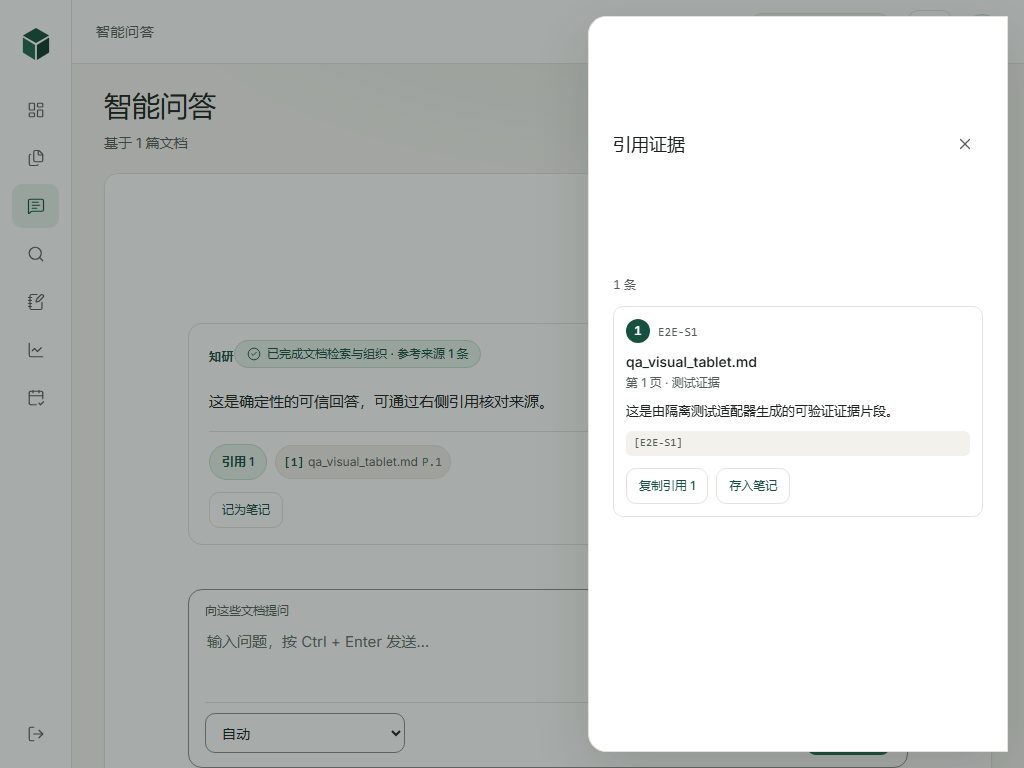 智能问答
智能问答
基于 1 篇文档
知研
已完成文档检索与组织 · 参考来源 1 条
这是确定性的可信回答，可通过右侧引用核对来源。
引用 1
[1] qa_visual_tablet.md P.1
记为笔记
向这些文档提问
输入问题，按 Ctrl + Enter 发送...
自动
引用证据
1 条
1 E2E-S1
qa_visual_tablet.md
第 1 页 · 测试证据
这是由隔离测试适配器生成的可验证证据片段。
[E2E-S1]
复制引用 1
存入笔记